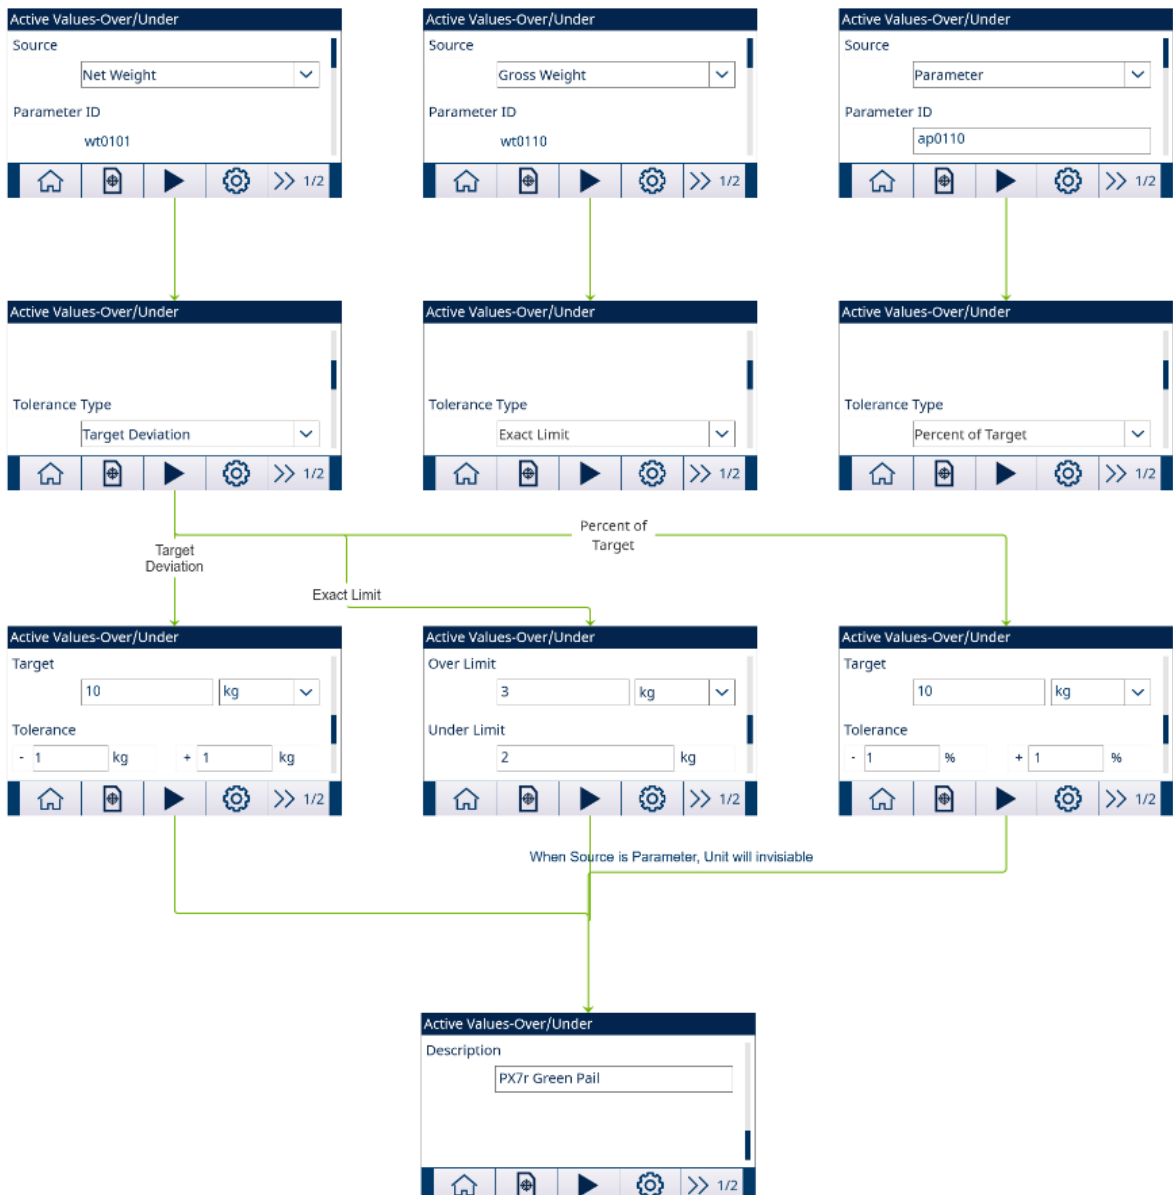 Active Values-Over/Under
Source
Net Weight
Parameter ID
wt0101
1/2
Active Values-Over/Under
Source
Gross Weight
Parameter ID
wt0110
1/2
Active Values-Over/Under
Source
Parameter
Parameter ID
ap0110
1/2
Active Values-Over/Under
Tolerance Type
Target Deviation
1/2
Active Values-Over/Under
Tolerance Type
Exact Limit
1/2
Active Values-Over/Under
Tolerance Type
Percent of Target
1/2
Target
Deviation
Exact Limit
Percent of
Target
Active Values-Over/Under
Target
10 kg
Tolerance
- 1 kg + 1 kg
1/2
Active Values-Over/Under
Over Limit
3 kg
Under Limit
2 kg
1/2
Active Values-Over/Under
Target
10 kg
Tolerance
- 1 % + 1 %
1/2
When Source is Parameter, Unit will invisiable
Active Values-Over/Under
Description
PX7r Green Pail
1/2